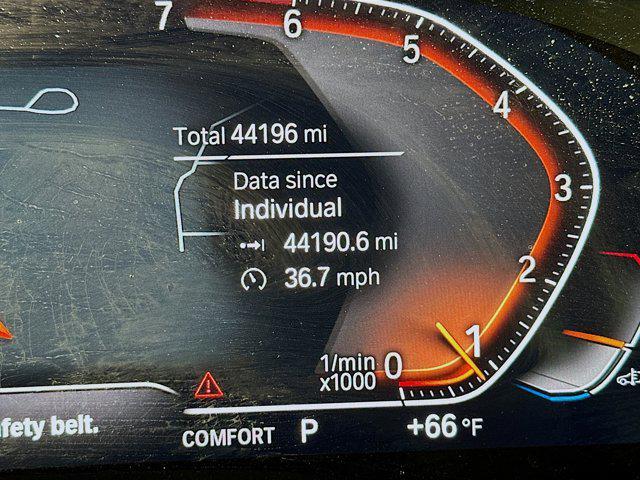 7
6
5
4
3
2
1
0
Total 44196 mi
Data since
Individual
44190.6 mi
36.7 mph
1/min
x1000
belt.
COMFORT P +66 °F